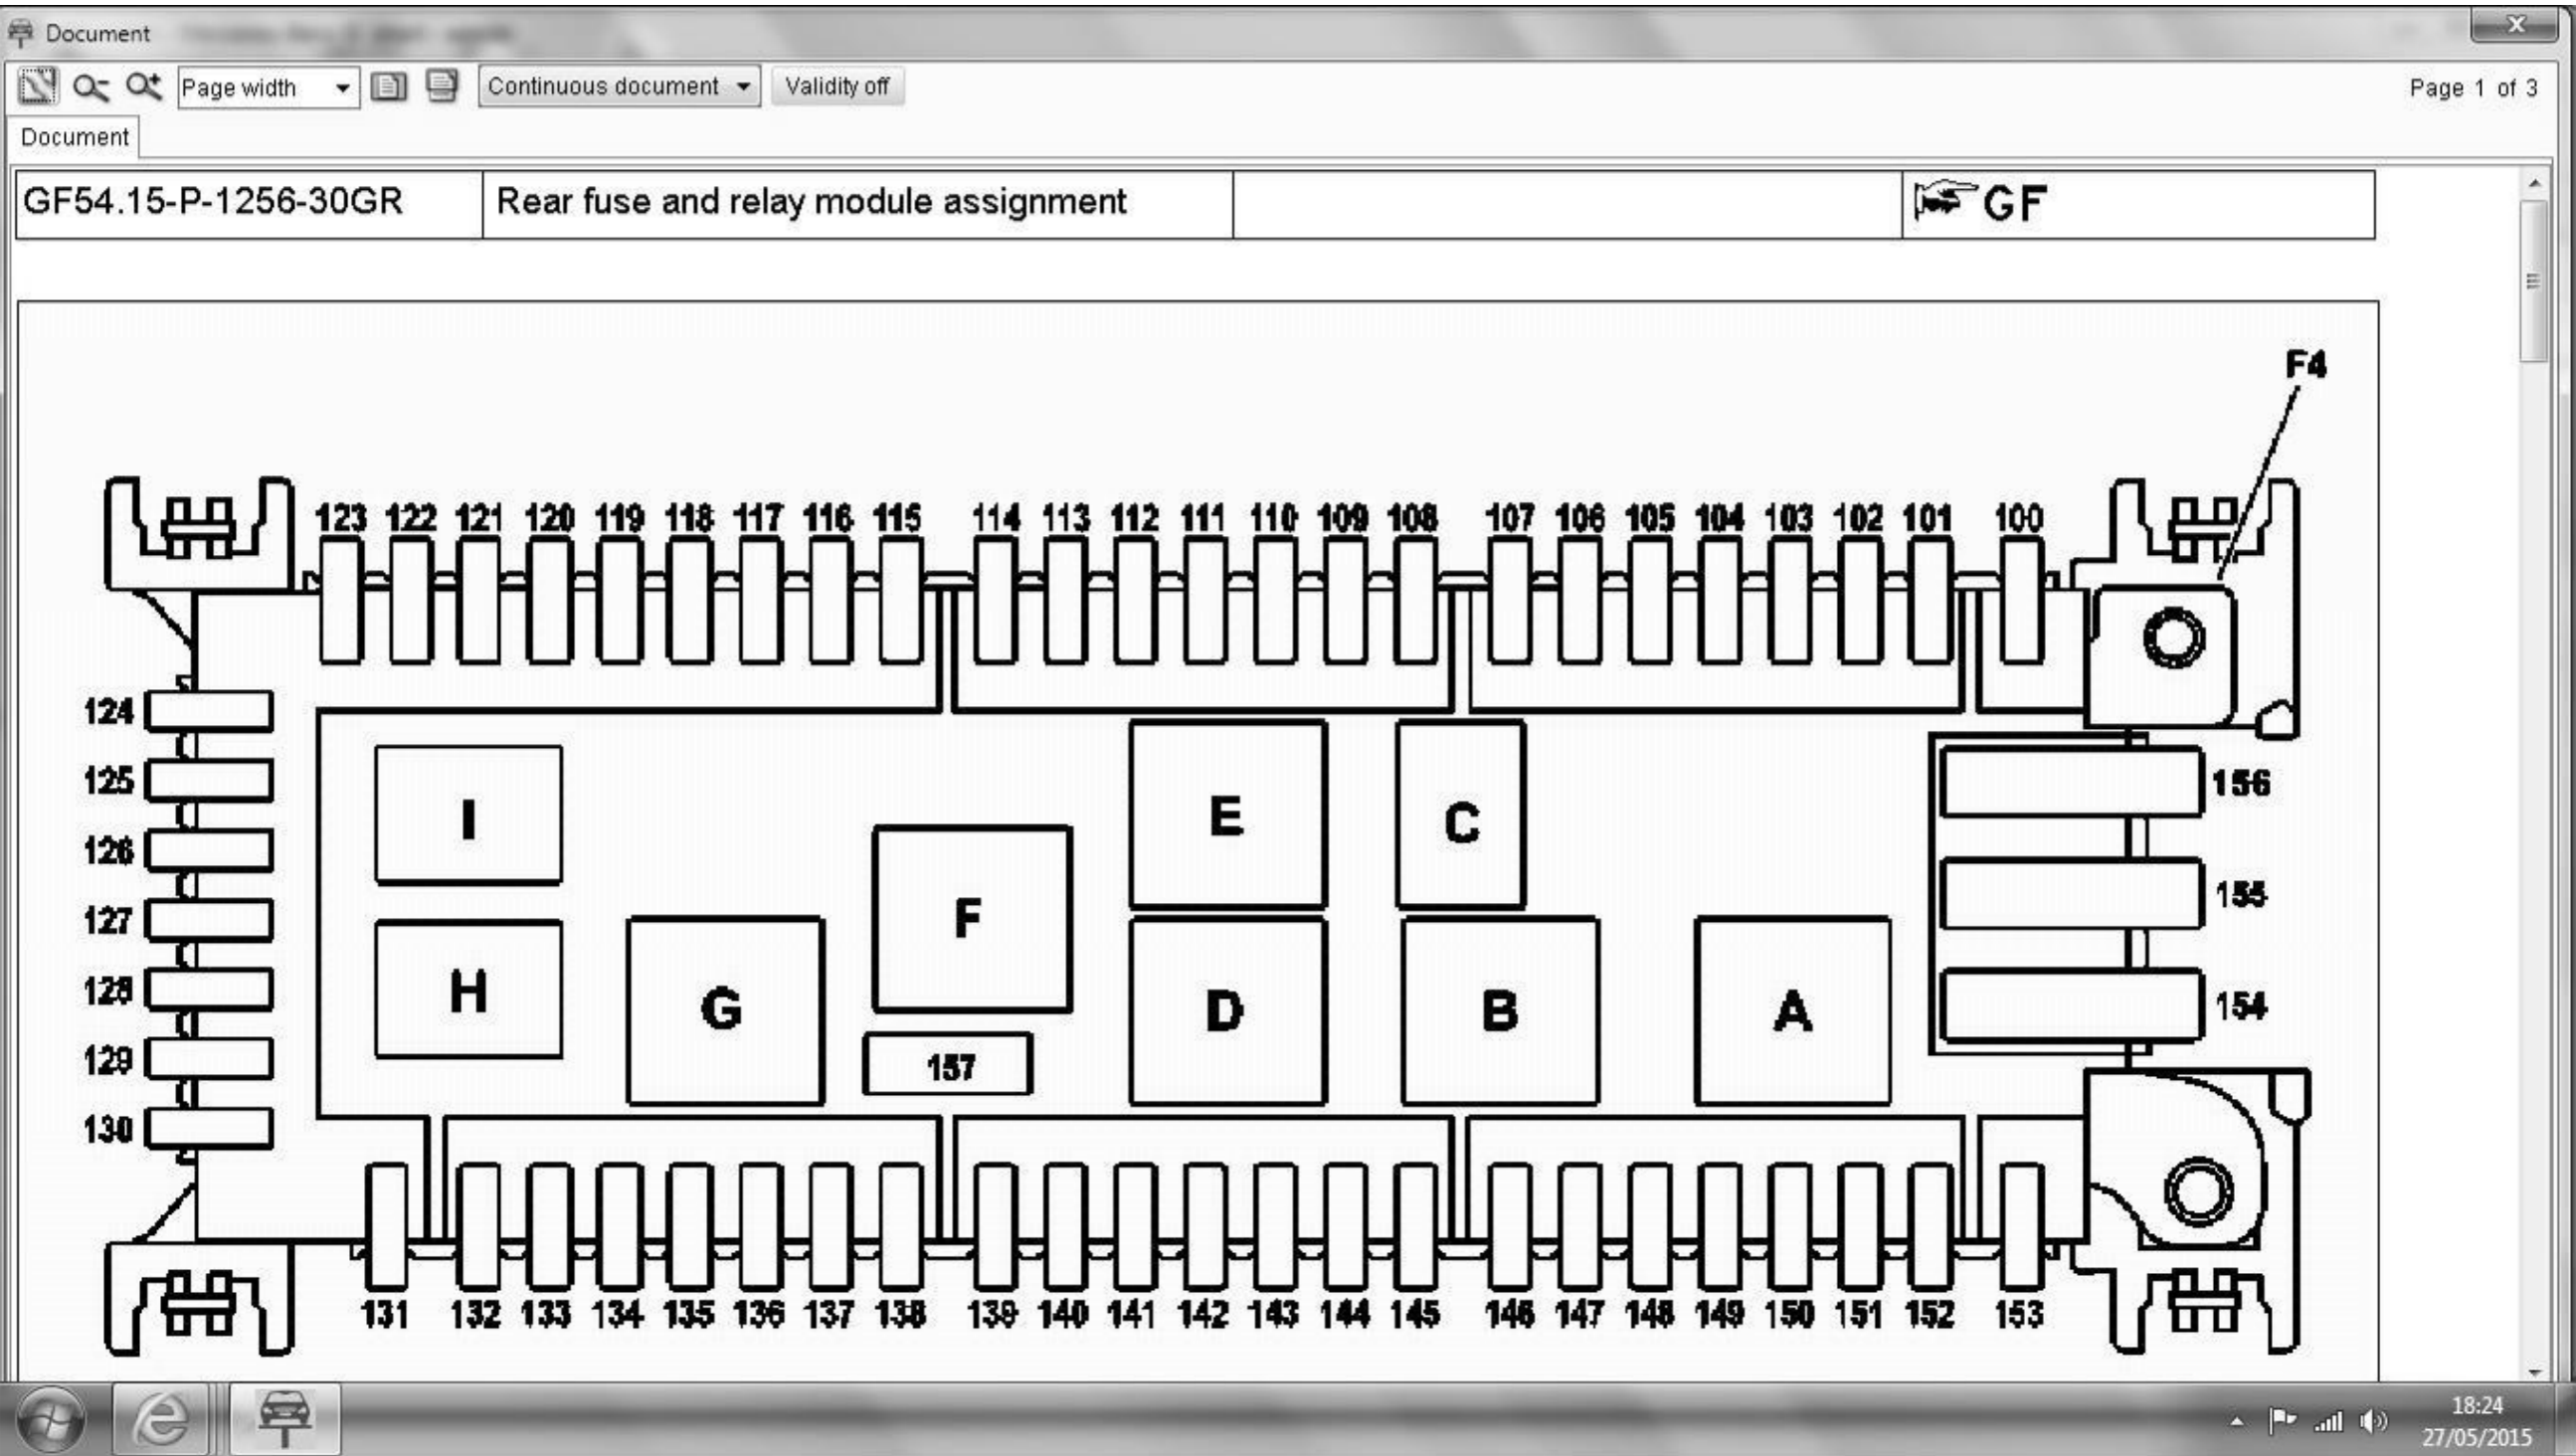 Document
Page width
Continuous document
Validity off
Page 1 of 3
Document
GF54.15-P-1256-30GR
Rear fuse and relay module assignment
GF
F4
123 122 121 120 119 118 117 116 115 114 113 112 111 110 109 108 107 106 105 104 103 102 101 100
124
125
126
127
128
129
130
I
E
C
F
H
G
D
B
A
157
156
155
154
131 132 133 134 135 136 137 138 139 140 141 142 143 144 145 146 147 148 149 150 151 152 153
18:24
27/05/2015